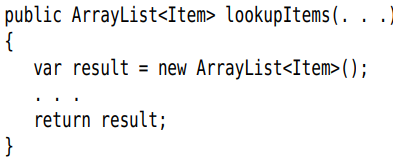 public ArrayList<Item> lookupItems(. . .)
{
   var result = new ArrayList<Item>();
   . . .
   return result;
}